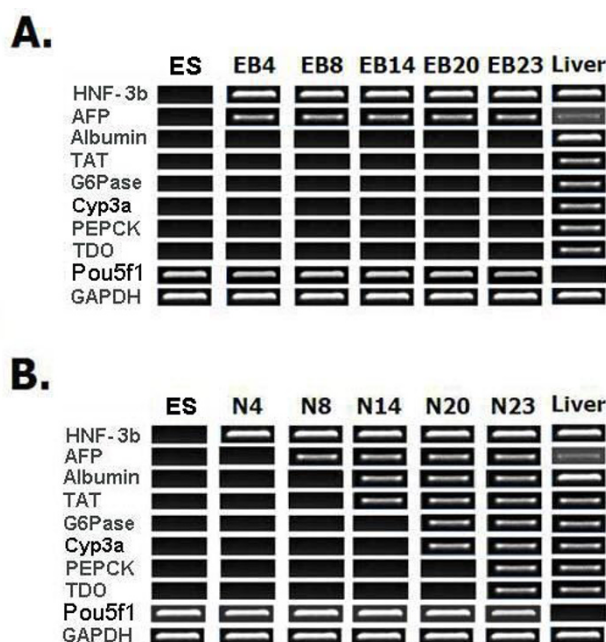 A.
ES EB4 EB8 EB14 EB20 EB23 Liver
HNF-3b
AFP
Albumin
TAT
G6Pase
Cyp3a
PEPCK
TDO
Pou5f1
GAPDH
B.
ES N4 N8 N14 N20 N23 Liver
HNF-3b
AFP
Albumin
TAT
G6Pase
Cyp3a
PEPCK
TDO
Pou5f1
GAPDH